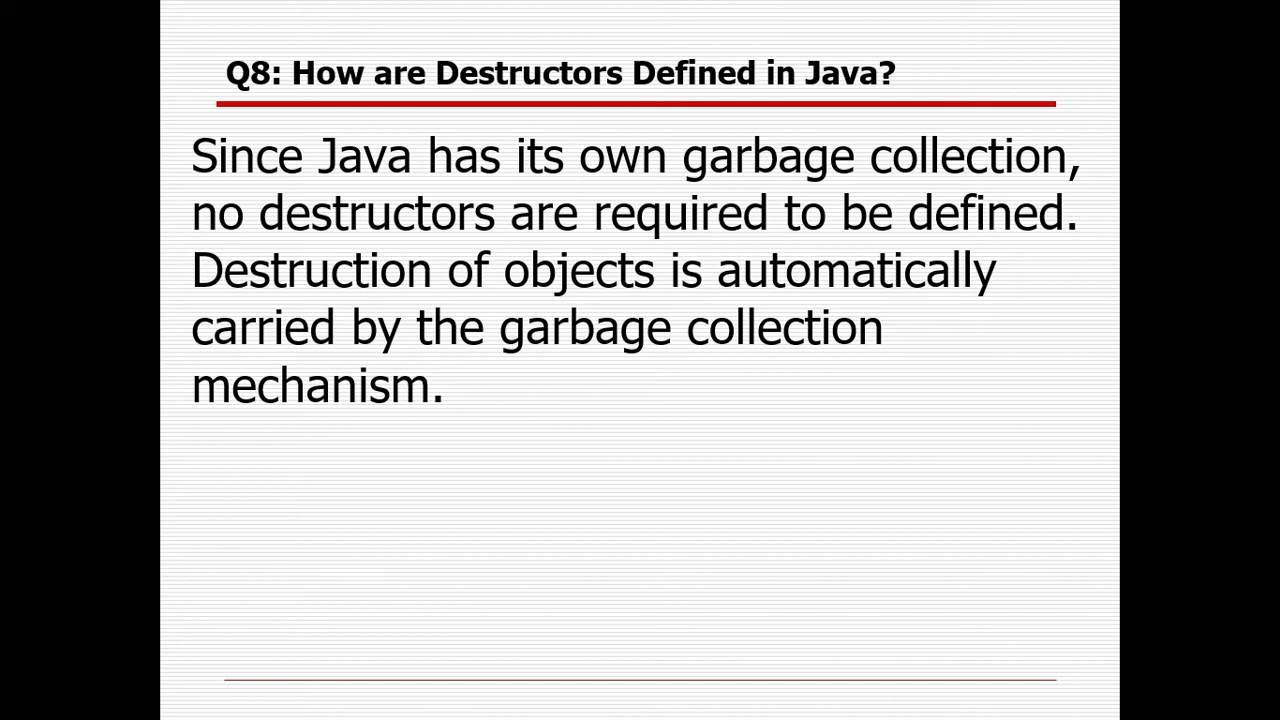 Q8: How are Destructors Defined in Java?
Since Java has its own garbage collection,
no destructors are required to be defined.
Destruction of objects is automatically
carried by the garbage collection
mechanism.